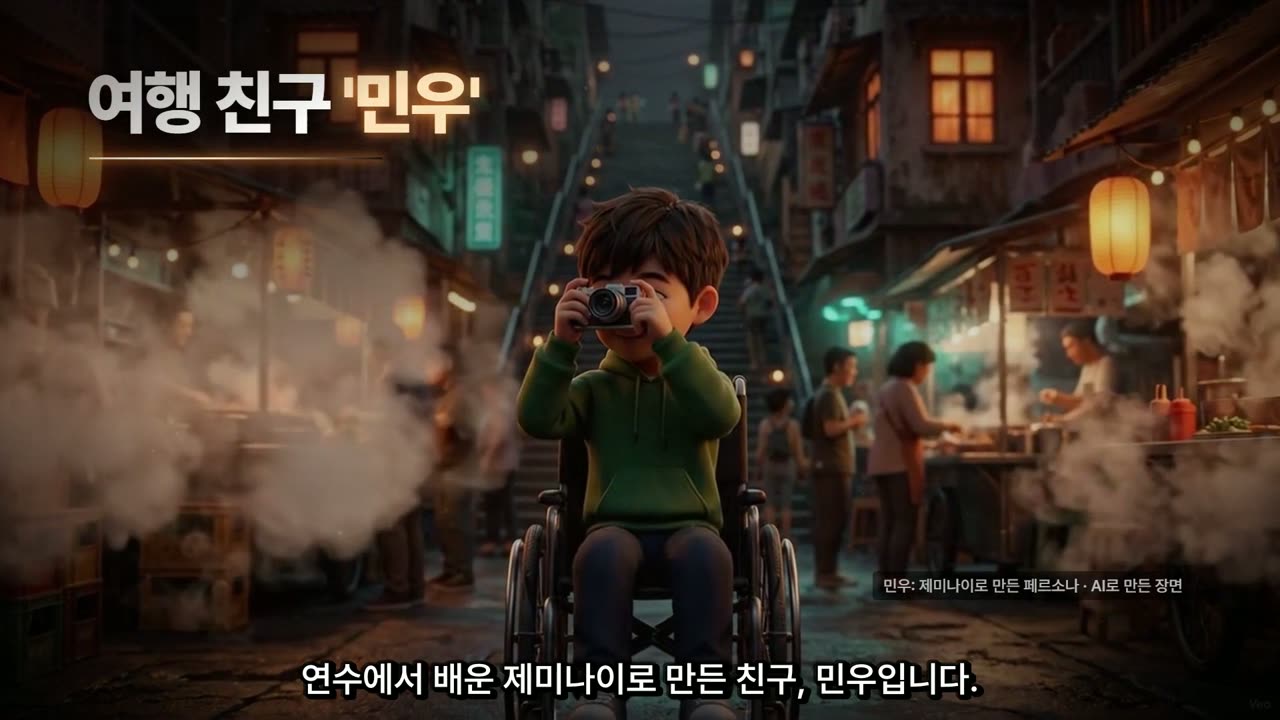 여행 친구 '민우'
민우: 제미나이로 만든 페르소나 · AI로 만든 장면
연수에서 배운 제미나이로 만든 친구, 민우입니다.
Veo